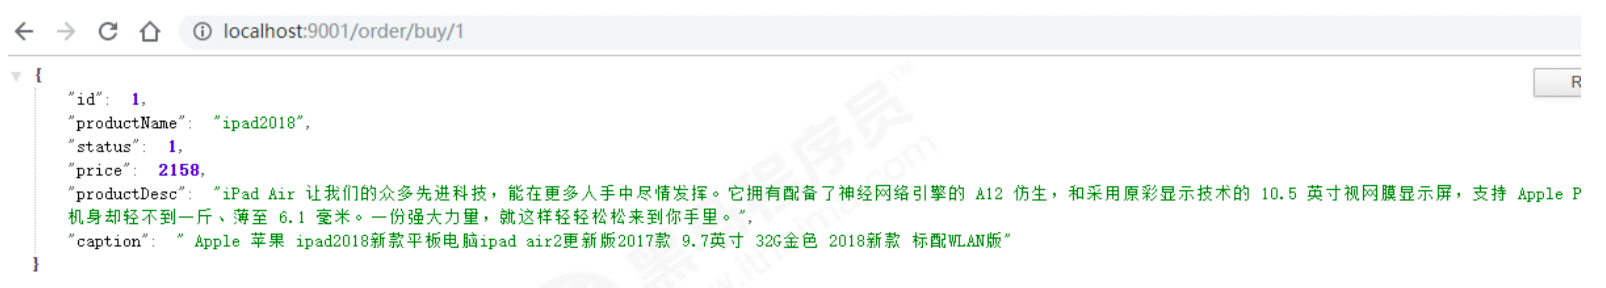 localhost:9001/order/buy/1
{
R
"id": 1,
"productName": "ipad2018",
"status": 1,
"price": 2158,
"productDesc": "iPad Air 让我们的众多先进科技，能在更多人手中尽情发挥。它拥有配备了神经网络引擎的 A12 仿生，和采用原彩显示技术的 10.5 英寸视网膜显示屏，支持 Apple P
机身却轻不到一斤、薄至 6.1 毫米。一份强大力量，就这样轻轻松松来到你手里。",
"caption": " Apple 苹果 ipad2018新款平板电脑ipad air2更新版2017款 9.7英寸 32G金色 2018新款 标配WLAN版"
}